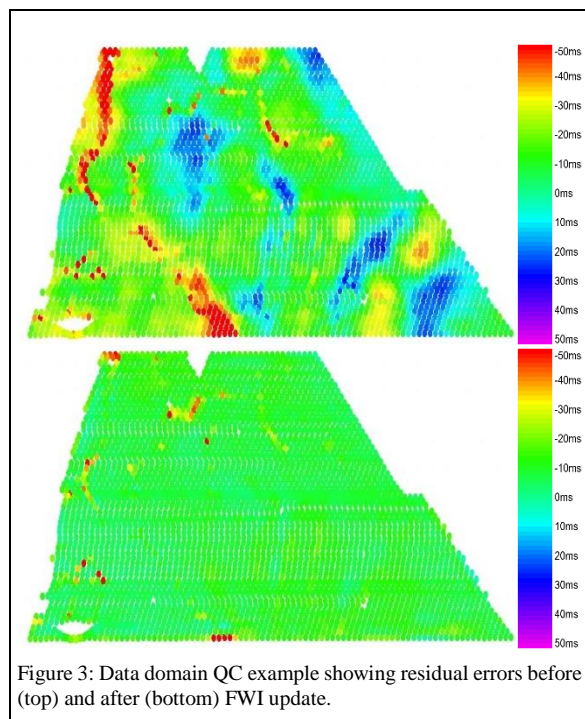 -50ms
-40ms
-30ms
-20ms
-10ms
0ms
10ms
20ms
30ms
40ms
50ms
-50ms
-40ms
-30ms
-20ms
-10ms
0ms
10ms
20ms
30ms
40ms
50ms
Figure 3: Data domain QC example showing residual errors before
(top) and after (bottom) FWI update.